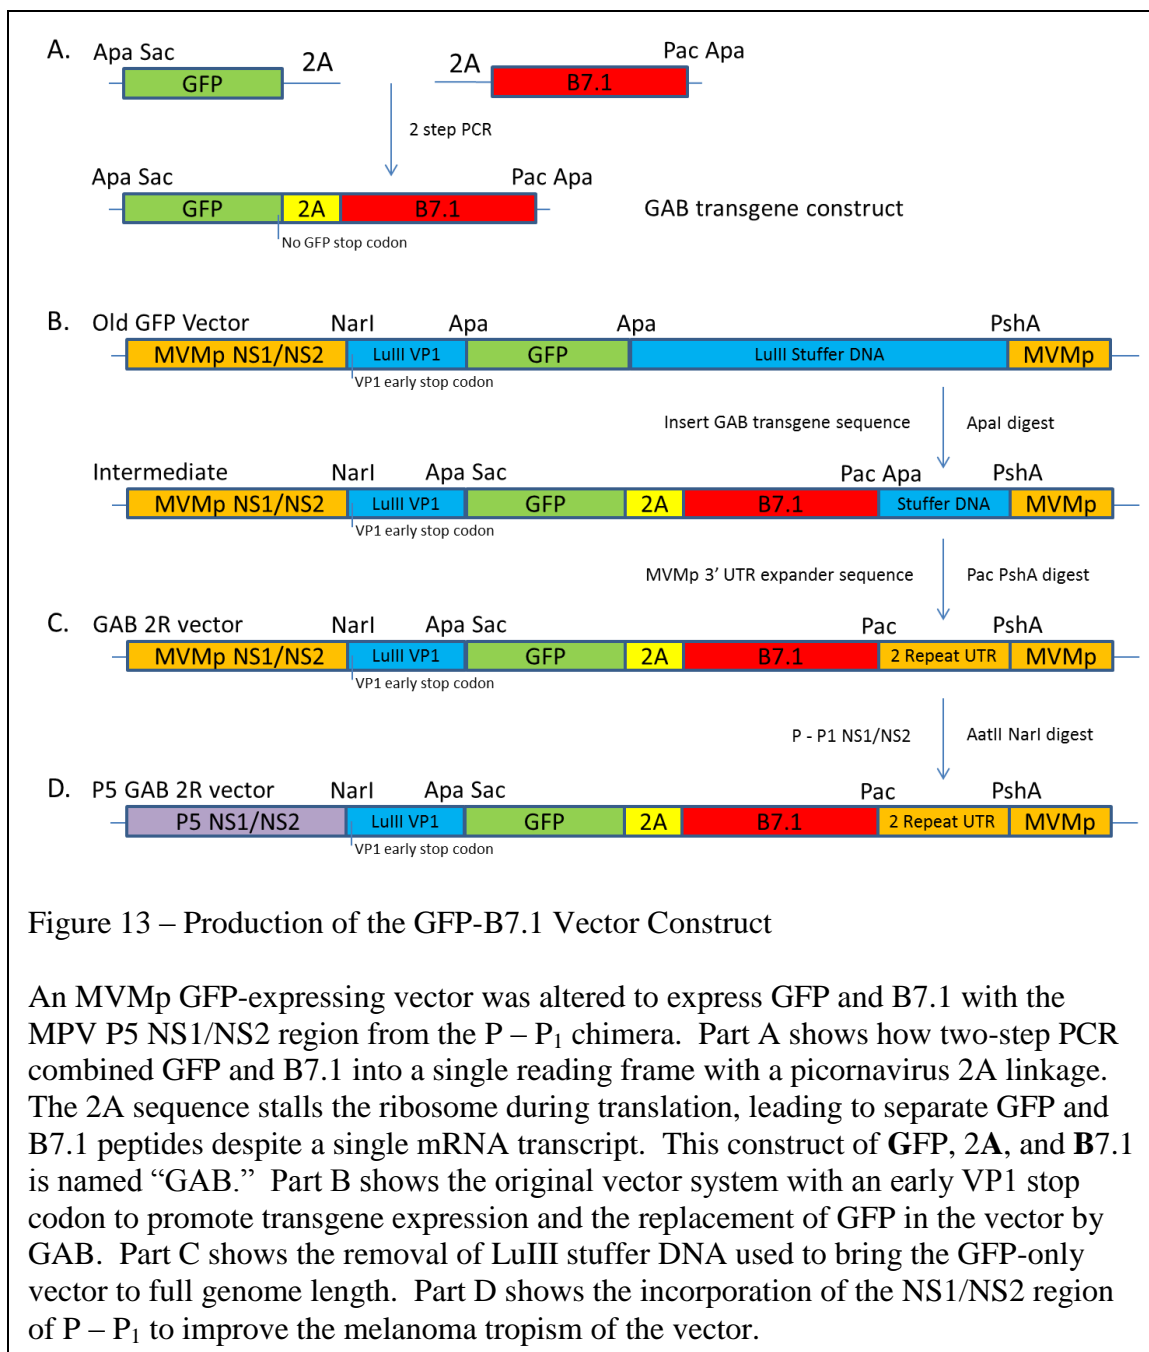 A. Apa Sac 2A 2A Pac Apa
GFP B7.1
2 step PCR
Apa Sac Pac Apa
GFP 2A B7.1 GAB transgene construct
No GFP stop codon
B. Old GFP Vector NarI Apa Apa PshA
MVMp NS1/NS2 LuIII VP1 GFP LuIII Stuffer DNA MVMp
VP1 early stop codon
Insert GAB transgene sequence ApaI digest
Intermediate NarI Apa Sac Pac Apa PshA
MVMp NS1/NS2 LuIII VP1 GFP 2A B7.1 Stuffer DNA MVMp
VP1 early stop codon
MVMp 3’ UTR expander sequence Pac PshA digest
C. GAB 2R vector NarI Apa Sac Pac PshA
MVMp NS1/NS2 LuIII VP1 GFP 2A B7.1 2 Repeat UTR MVMp
VP1 early stop codon
P - P1 NS1/NS2 AatII NarI digest
D. P5 GAB 2R vector NarI Apa Sac Pac PshA
P5 NS1/NS2 LuIII VP1 GFP 2A B7.1 2 Repeat UTR MVMp
VP1 early stop codon
Figure 13 – Production of the GFP-B7.1 Vector Construct
An MVMp GFP-expressing vector was altered to express GFP and B7.1 with the
MPV P5 NS1/NS2 region from the P – P₁ chimera. Part A shows how two-step PCR
combined GFP and B7.1 into a single reading frame with a picornavirus 2A linkage.
The 2A sequence stalls the ribosome during translation, leading to separate GFP and
B7.1 peptides despite a single mRNA transcript. This construct of GFP, 2A, and B7.1
is named “GAB.” Part B shows the original vector system with an early VP1 stop
codon to promote transgene expression and the replacement of GFP in the vector by
GAB. Part C shows the removal of LuIII stuffer DNA used to bring the GFP-only
vector to full genome length. Part D shows the incorporation of the NS1/NS2 region
of P – P₁ to improve the melanoma tropism of the vector.